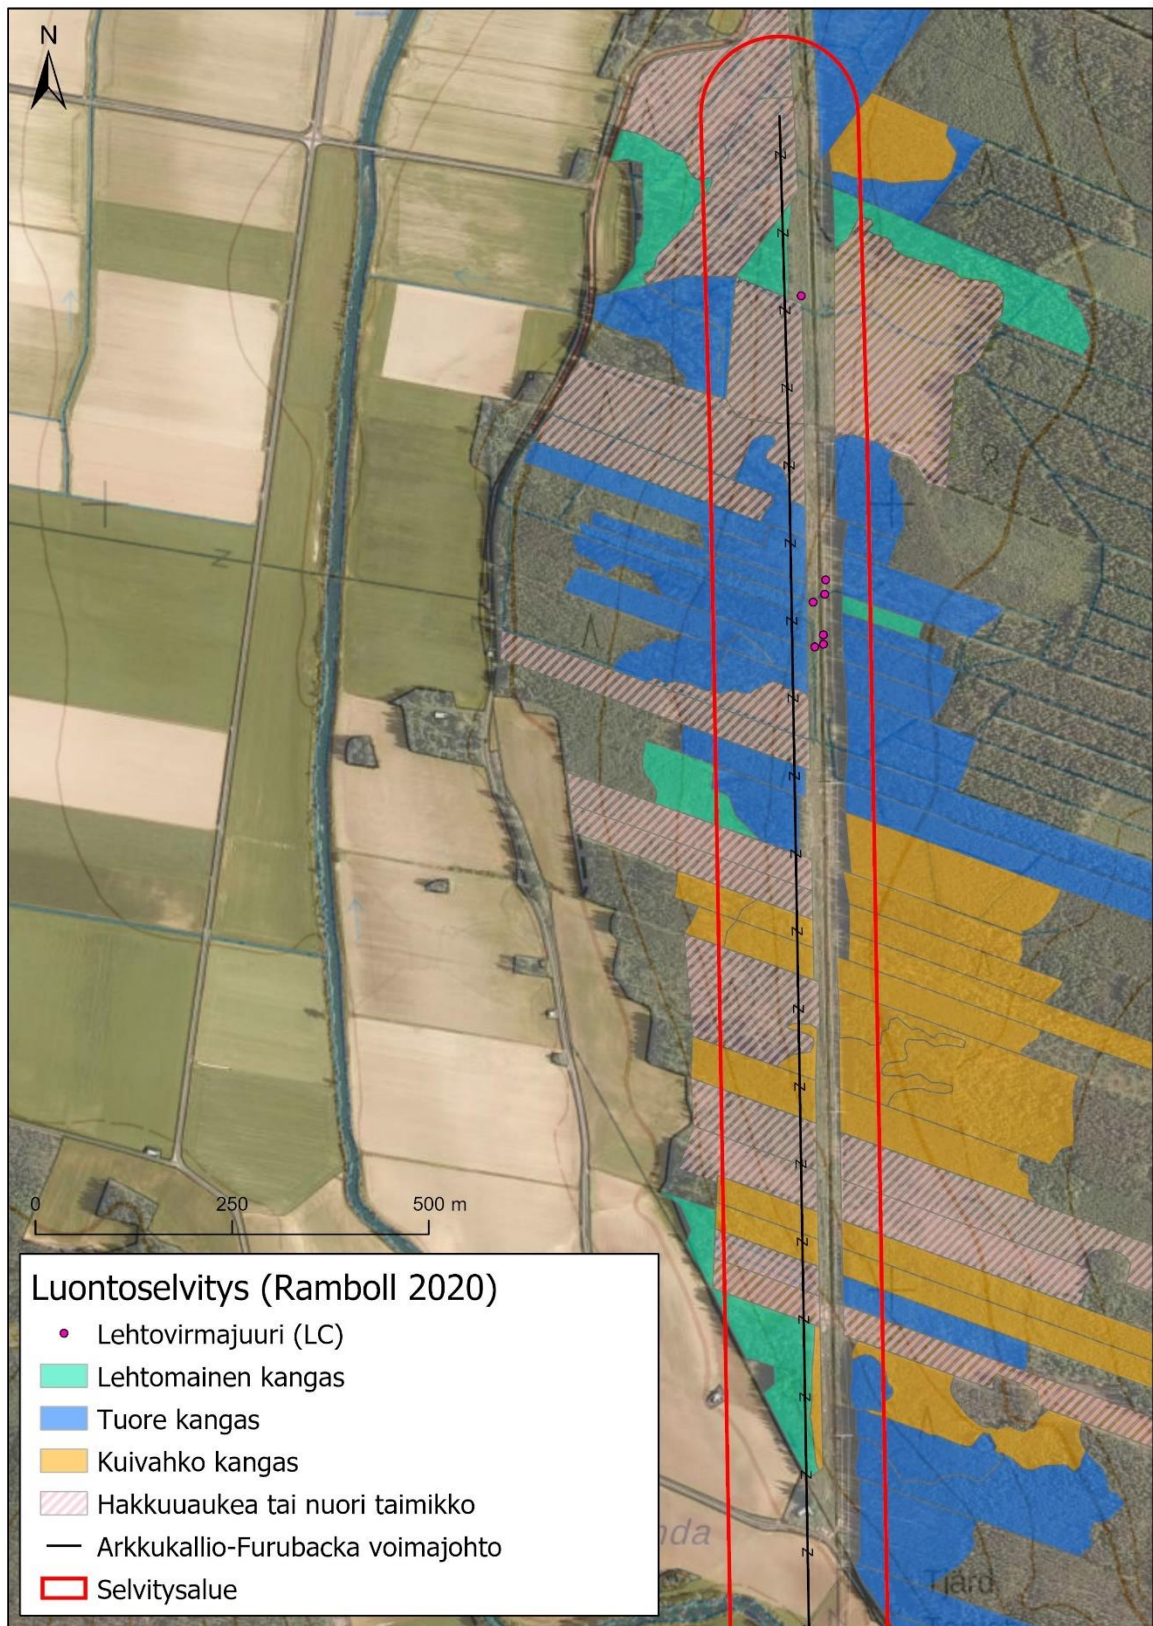 N
0 250 500 m
Luontoselvitys (Ramboll 2020)
Lehtovirmajuuri (LC)
Lehtomainen kangas
Tuore kangas
Kuivahko kangas
Hakkuuaukea tai nuori taimikko
Arkkukallio-Furubacka voimajohto
Selvitysalue
Tjärd